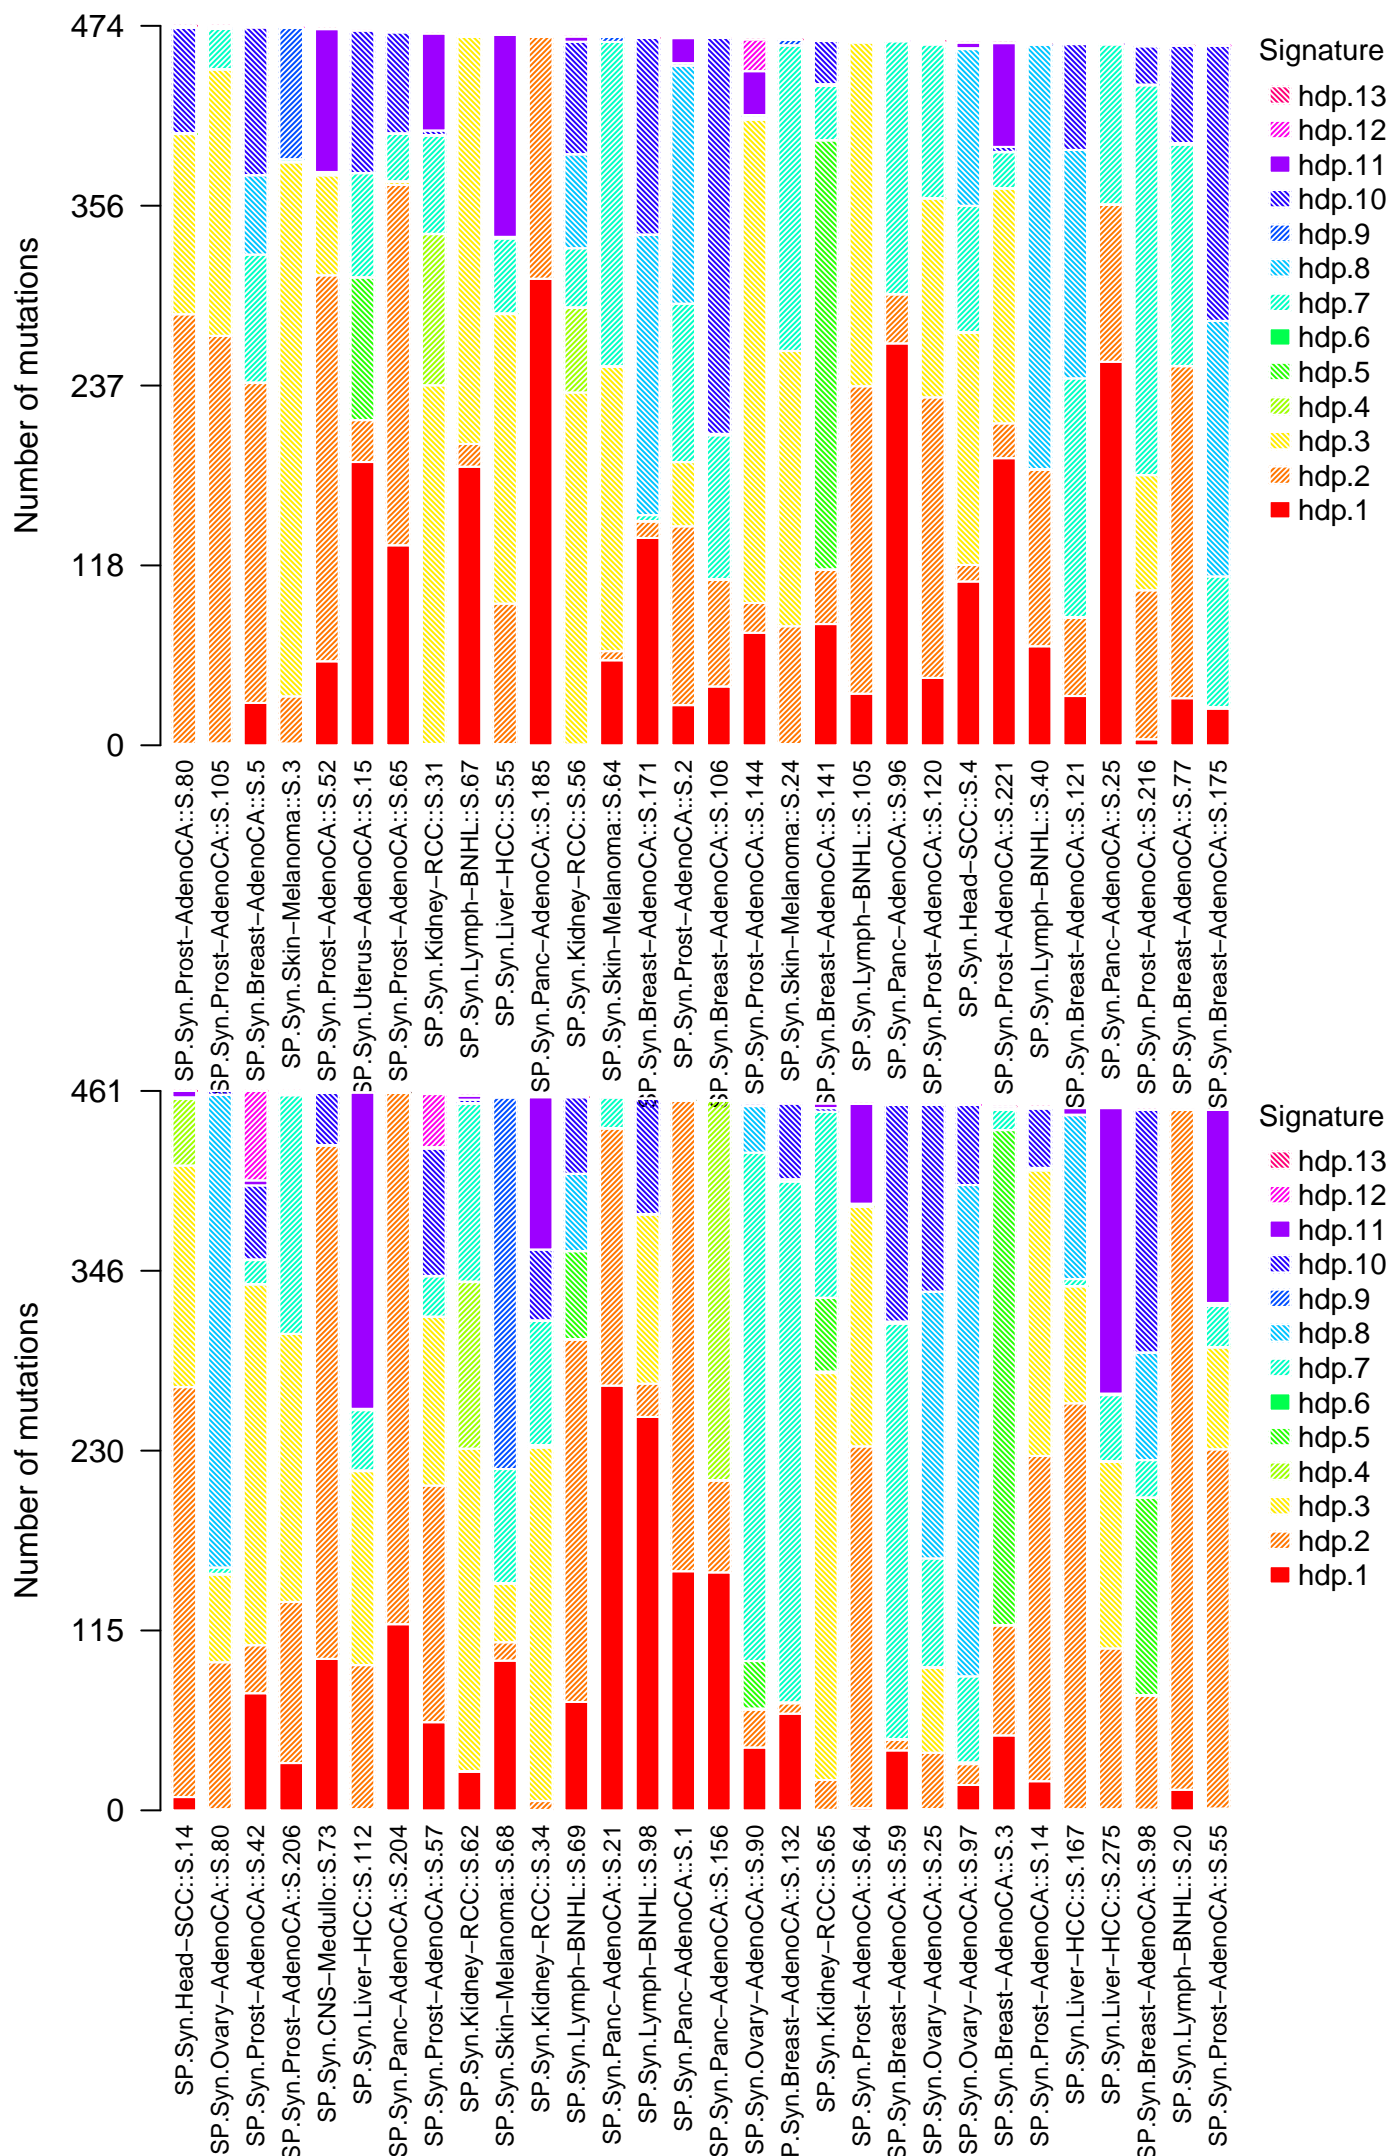 Number of mutations
474
356
237
118
0
Signature
hdp.13
hdp.12
hdp.11
hdp.10
hdp.9
hdp.8
hdp.7
hdp.6
hdp.5
hdp.4
hdp.3
hdp.2
hdp.1
SP.Syn.Prost−AdenoCA::S.80
SP.Syn.Prost−AdenoCA::S.105
SP.Syn.Breast−AdenoCA::S.5
SP.Syn.Skin−Melanoma::S.3
SP.Syn.Prost−AdenoCA::S.52
SP.Syn.Uterus−AdenoCA::S.15
SP.Syn.Prost−AdenoCA::S.65
SP.Syn.Kidney−RCC::S.31
SP.Syn.Lymph−BNHL::S.67
SP.Syn.Liver−HCC::S.55
SP.Syn.Panc−AdenoCA::S.185
SP.Syn.Kidney−RCC::S.56
SP.Syn.Skin−Melanoma::S.64
SP.Syn.Breast−AdenoCA::S.171
SP.Syn.Prost−AdenoCA::S.2
SP.Syn.Breast−AdenoCA::S.106
SP.Syn.Prost−AdenoCA::S.144
SP.Syn.Skin−Melanoma::S.24
SP.Syn.Breast−AdenoCA::S.141
SP.Syn.Lymph−BNHL::S.105
SP.Syn.Panc−AdenoCA::S.96
SP.Syn.Prost−AdenoCA::S.120
SP.Syn.Head−SCC::S.4
SP.Syn.Prost−AdenoCA::S.221
SP.Syn.Lymph−BNHL::S.40
SP.Syn.Breast−AdenoCA::S.121
SP.Syn.Panc−AdenoCA::S.25
SP.Syn.Prost−AdenoCA::S.216
SP.Syn.Breast−AdenoCA::S.77
SP.Syn.Breast−AdenoCA::S.175
Number of mutations
461
346
230
115
0
Signature
hdp.13
hdp.12
hdp.11
hdp.10
hdp.9
hdp.8
hdp.7
hdp.6
hdp.5
hdp.4
hdp.3
hdp.2
hdp.1
SP.Syn.Head−SCC::S.14
SP.Syn.Ovary−AdenoCA::S.80
SP.Syn.Prost−AdenoCA::S.42
SP.Syn.Prost−AdenoCA::S.206
SP.Syn.CNS−Medullo::S.73
SP.Syn.Liver−HCC::S.112
SP.Syn.Panc−AdenoCA::S.204
SP.Syn.Prost−AdenoCA::S.57
SP.Syn.Kidney−RCC::S.62
SP.Syn.Skin−Melanoma::S.68
SP.Syn.Kidney−RCC::S.34
SP.Syn.Lymph−BNHL::S.69
SP.Syn.Panc−AdenoCA::S.21
SP.Syn.Lymph−BNHL::S.98
SP.Syn.Panc−AdenoCA::S.1
SP.Syn.Panc−AdenoCA::S.156
SP.Syn.Ovary−AdenoCA::S.90
SP.Syn.Breast−AdenoCA::S.132
SP.Syn.Kidney−RCC::S.65
SP.Syn.Prost−AdenoCA::S.64
SP.Syn.Breast−AdenoCA::S.59
SP.Syn.Ovary−AdenoCA::S.25
SP.Syn.Ovary−AdenoCA::S.97
SP.Syn.Breast−AdenoCA::S.3
SP.Syn.Prost−AdenoCA::S.14
SP.Syn.Liver−HCC::S.167
SP.Syn.Liver−HCC::S.275
SP.Syn.Breast−AdenoCA::S.98
SP.Syn.Lymph−BNHL::S.20
SP.Syn.Prost−AdenoCA::S.55